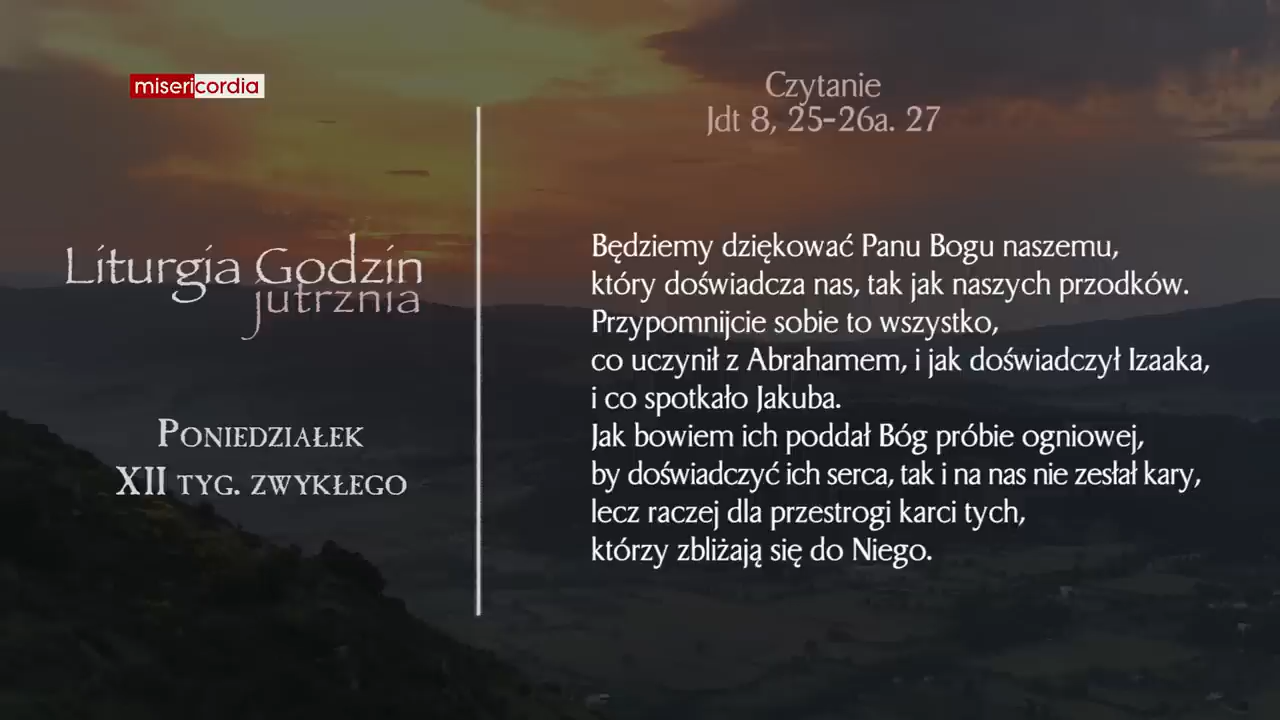 misericordia
Liturgia Godzin
jutrznia
Poniedziałek
XII tyg. zwykłego
Czytanie
Jdt 8, 25-26a. 27
Będziemy dziękować Panu Bogu naszemu,
który doświadcza nas, tak jak naszych przodków.
Przypomnijcie sobie to wszystko,
co uczynił z Abrahamem, i jak doświadczył Izaaka,
i co spotkało Jakuba.
Jak bowiem ich poddał Bóg próbie ogniowej,
by doświadczyć ich serca, tak i na nas nie zesłał kary,
lecz raczej dla przestrogi karci tych,
którzy zbliżają się do Niego.